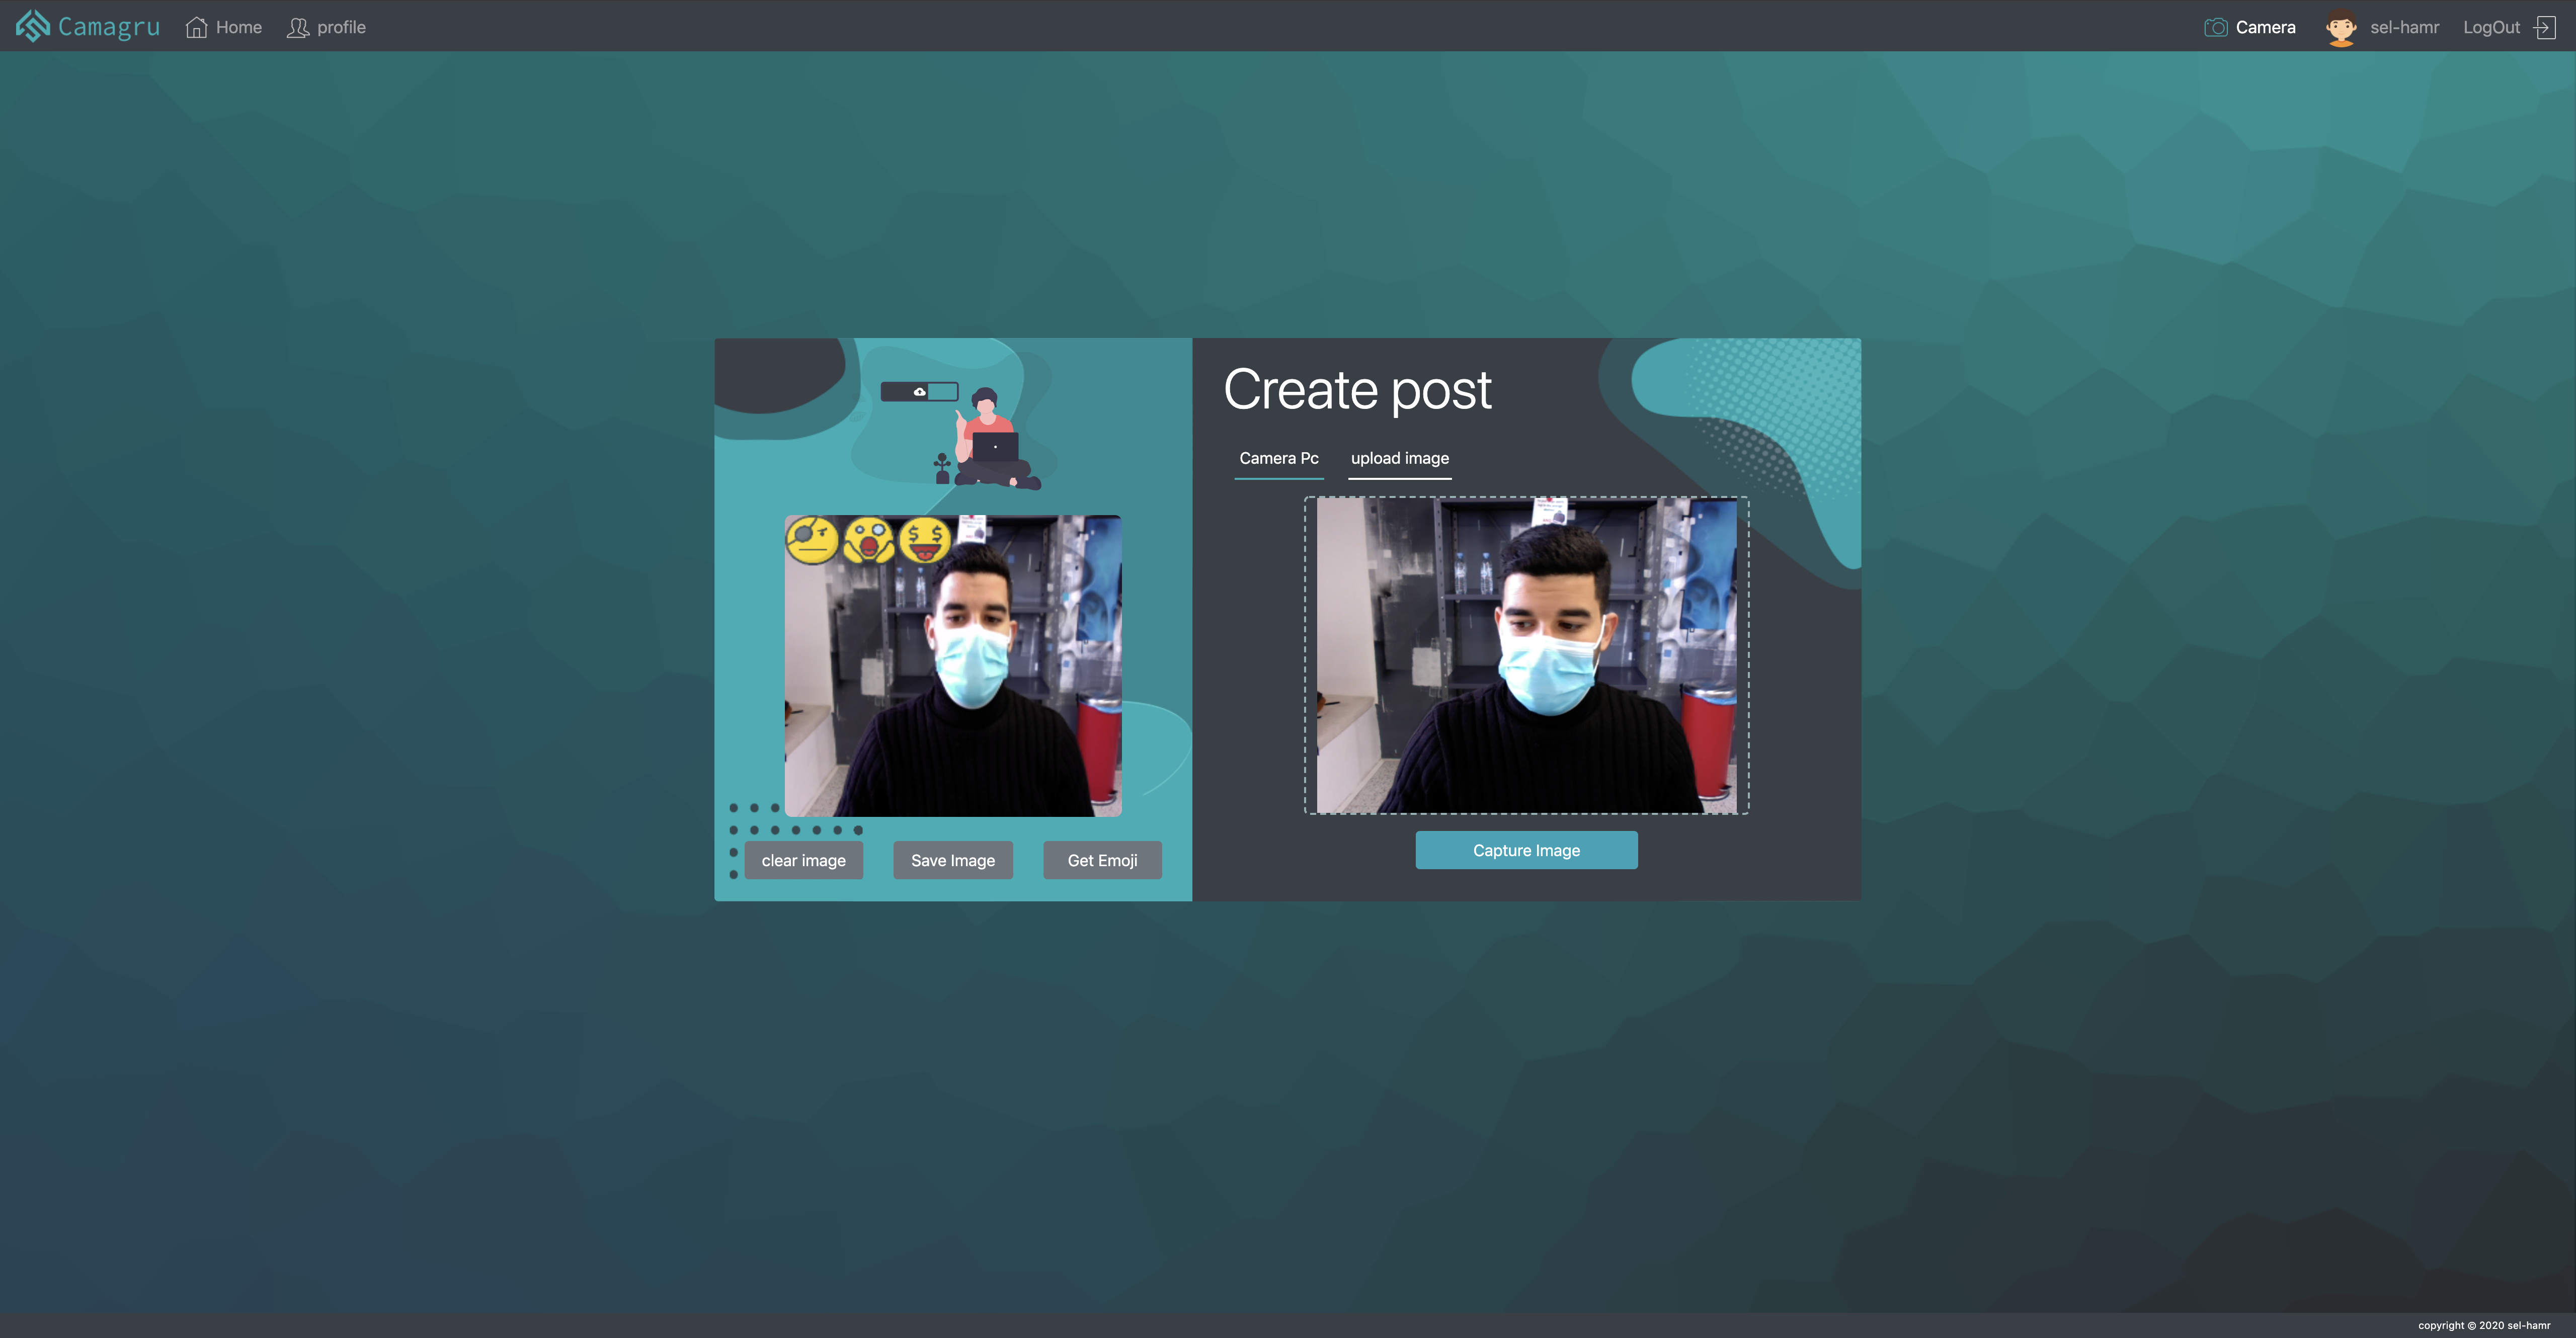 Camagru
Home
profile
Camera
sel-hamr
LogOut
Create post
Camera Pc
upload image
clear image
Save Image
Get Emoji
Capture Image
copyright © 2020 sel-hamr